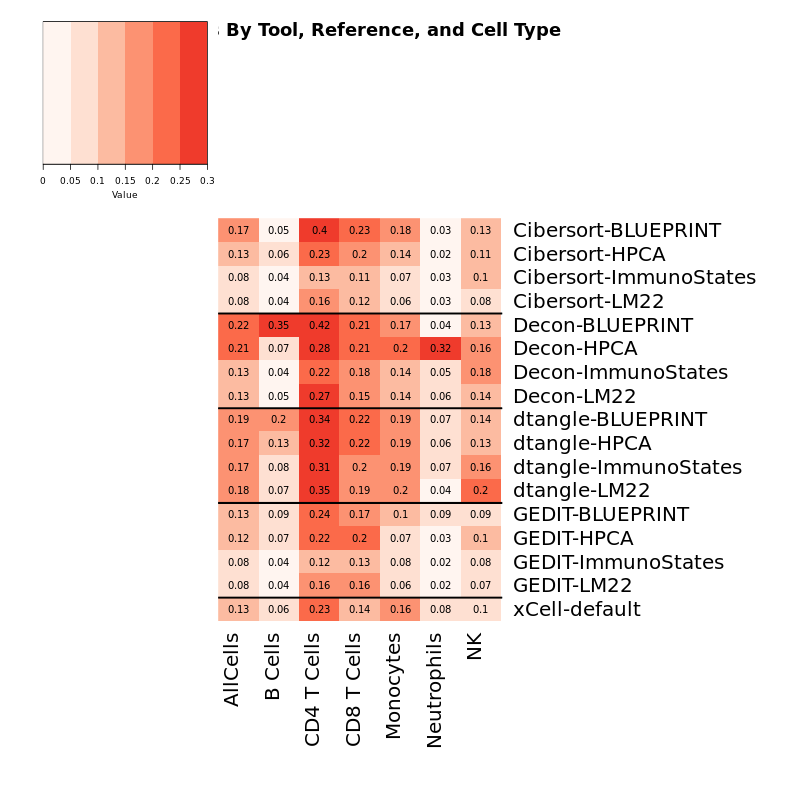 By Tool, Reference, and Cell Type
0 0.05 0.1 0.15 0.2 0.25 0.3
Value
0.17 0.05 0.4 0.23 0.18 0.03 0.13 Cibersort-BLUEPRINT
0.13 0.06 0.23 0.2 0.14 0.02 0.11 Cibersort-HPCA
0.08 0.04 0.13 0.11 0.07 0.03 0.1 Cibersort-ImmunoStates
0.08 0.04 0.16 0.12 0.06 0.03 0.08 Cibersort-LM22
0.22 0.35 0.42 0.21 0.17 0.04 0.13 Decon-BLUEPRINT
0.21 0.07 0.28 0.21 0.2 0.32 0.16 Decon-HPCA
0.13 0.04 0.22 0.18 0.14 0.05 0.18 Decon-ImmunoStates
0.13 0.05 0.27 0.15 0.14 0.06 0.14 Decon-LM22
0.19 0.2 0.34 0.22 0.19 0.07 0.14 dtangle-BLUEPRINT
0.17 0.13 0.32 0.22 0.19 0.06 0.13 dtangle-HPCA
0.17 0.08 0.31 0.2 0.19 0.07 0.16 dtangle-ImmunoStates
0.18 0.07 0.35 0.19 0.2 0.04 0.2 dtangle-LM22
0.13 0.09 0.24 0.17 0.1 0.09 0.09 GEDIT-BLUEPRINT
0.12 0.07 0.22 0.2 0.07 0.03 0.1 GEDIT-HPCA
0.08 0.04 0.12 0.13 0.08 0.02 0.08 GEDIT-ImmunoStates
0.08 0.04 0.16 0.16 0.06 0.02 0.07 GEDIT-LM22
0.13 0.06 0.23 0.14 0.16 0.08 0.1 xCell-default
AllCells
B Cells
CD4 T Cells
CD8 T Cells
Monocytes
Neutrophils
NK